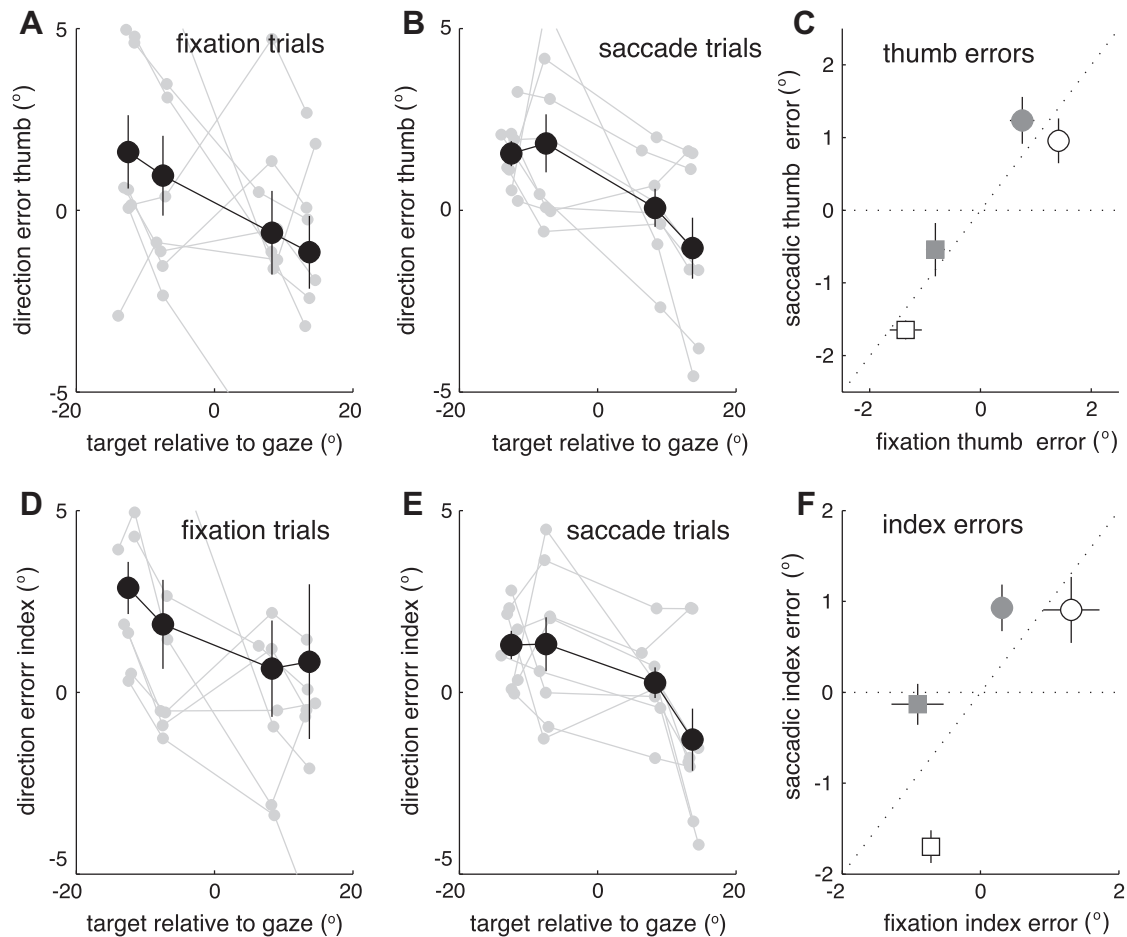 A
fixation trials
5
0
-5
-20
0
20
direction error thumb (°)
target relative to gaze (°)
B
saccade trials
5
0
-5
-20
0
20
direction error thumb (°)
target relative to gaze (°)
C
thumb errors
2
1
0
-1
-2
-2
0
2
saccadic thumb error (°)
fixation thumb error (°)
D
fixation trials
5
0
-5
-20
0
20
direction error index (°)
target relative to gaze (°)
E
saccade trials
5
0
-5
-20
0
20
direction errorr index (°)
target relative to gaze (°)
F
index errors
2
1
0
-1
-2
-2
0
2
saccadic index error (°)
fixation index error (°)